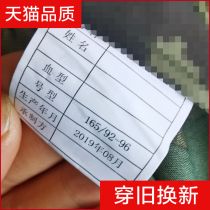 天猫品质
姓名
血型
号型 165/92-96
生产年月 2019年08月
承制方
穿旧换新